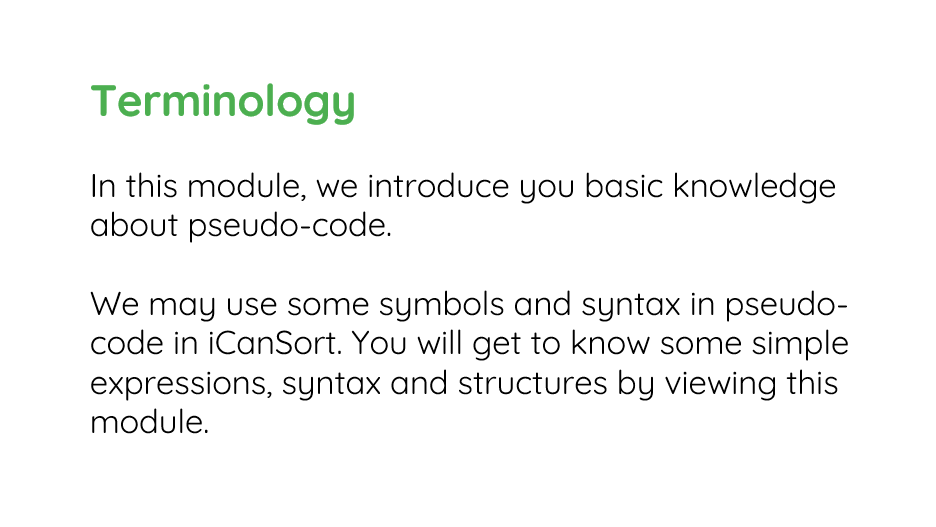 Terminology
In this module, we introduce you basic knowledge
about pseudo-code.
We may use some symbols and syntax in pseudo-
code in iCanSort. You will get to know some simple
expressions, syntax and structures by viewing this
module.